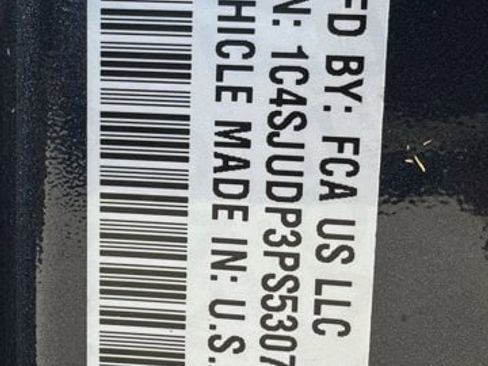 FD BY: FCA US LLC
N: 1C4SJUDP3PS5307
HICLE MADE IN: U.S.